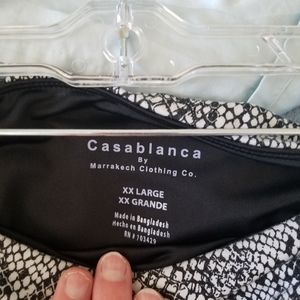 Casablanca
By
Marrakech Clothing Co.
XX LARGE
XX GRANDE
Made in Bangladesh
Hecho en Bangladesh
RN # 103429